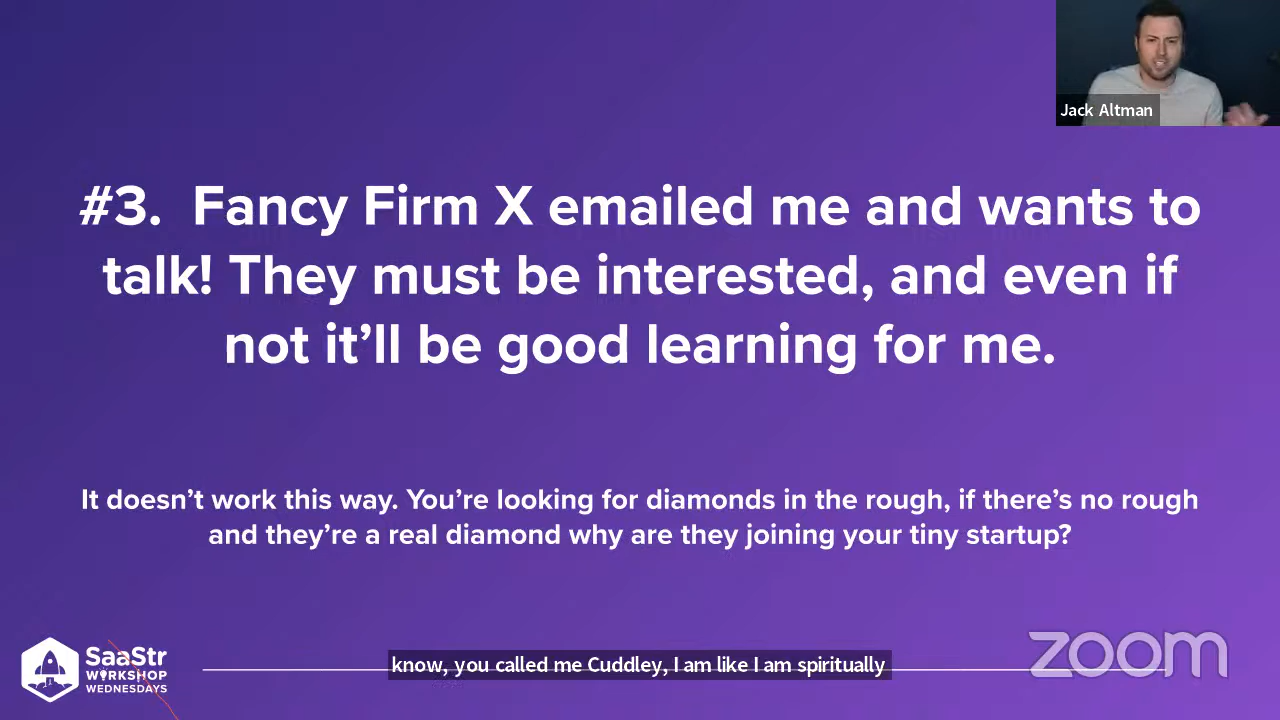 Jack Altman
#3. Fancy Firm X emailed me and wants to
talk! They must be interested, and even if
not it’ll be good learning for me.
It doesn’t work this way. You’re looking for diamonds in the rough, if there’s no rough
and they’re a real diamond why are they joining your tiny startup?
SaaStr
WORKSHOP
WEDNESDAYS
know, you called me Cuddley, I am like I am spiritually
zoom